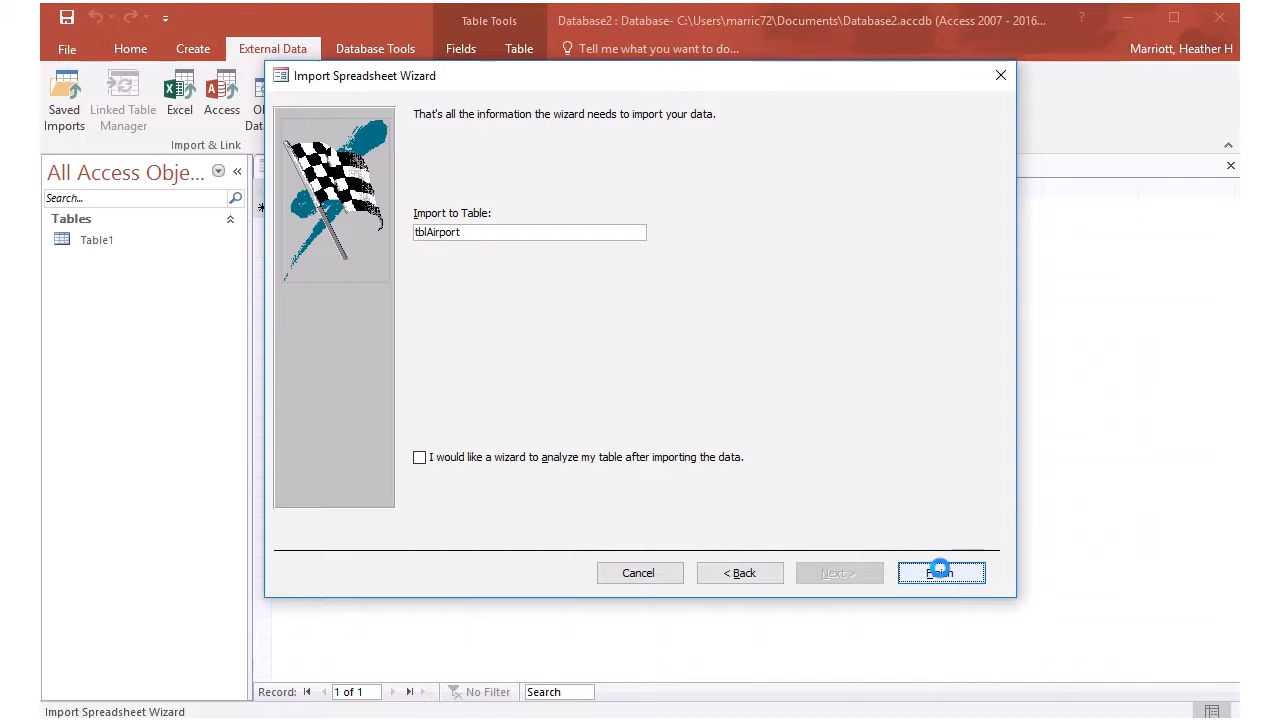 Table Tools
Database2 : Database- C:\Users\marric72\Documents\Database2.accdb (Access 2007 - 2016...
?
File Home Create External Data Database Tools Fields Table Tell me what you want to do... Marriott, Heather H
Import Spreadsheet Wizard
Saved Imports
Linked Table Manager
Excel
Access
Import & Link
That's all the information the wizard needs to import your data.
All Access Obje...
Search...
Tables
Table1
Import to Table:
tblAirport
I would like a wizard to analyze my table after importing the data.
Cancel < Back Next > Finish
Record: 1 of 1 No Filter Search
Import Spreadsheet Wizard